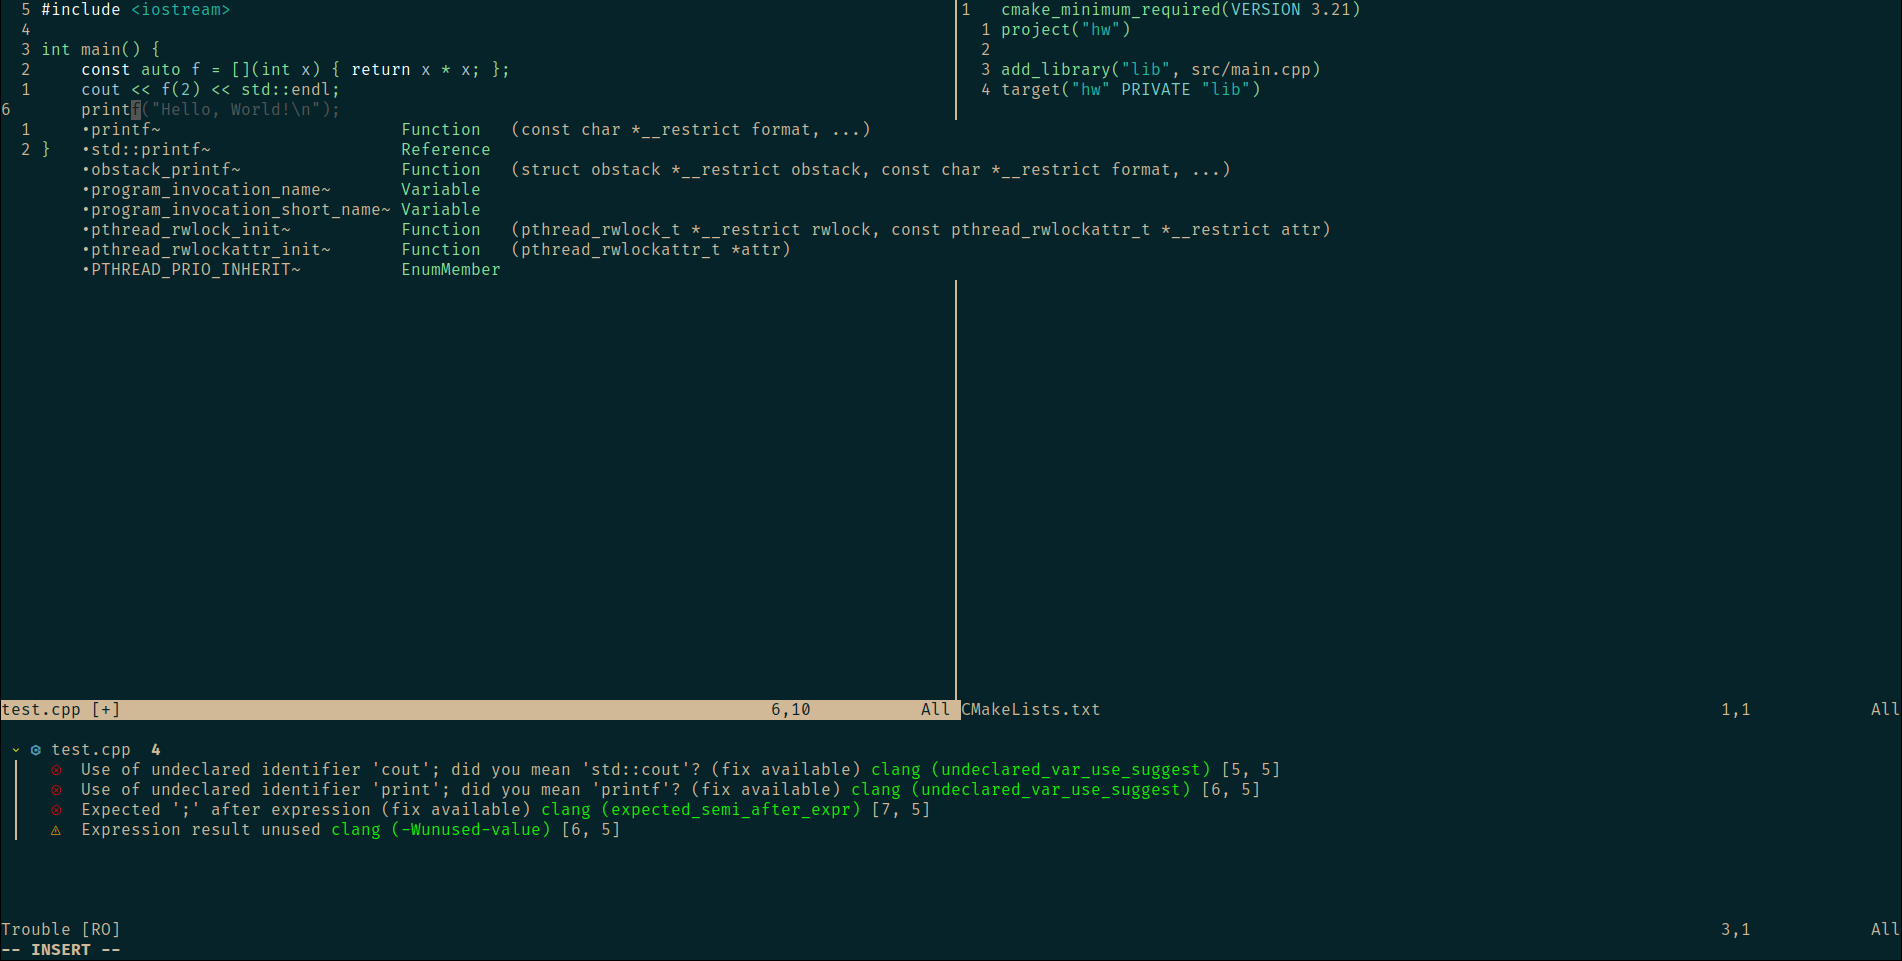 5 #include <iostream>
4
3 int main() {
2     const auto f = [](int x) { return x * x; };
1     cout << f(2) << std::endl;
6     printf("Hello, World!\n");
1     •printf~ Function (const char *__restrict format, ...)
2 }   •std::printf~ Reference
•obstack_printf~ Function (struct obstack *__restrict obstack, const char *__restrict format, ...)
•program_invocation_name~ Variable
•program_invocation_short_name~ Variable
•pthread_rwlock_init~ Function (pthread_rwlock_t *__restrict rwlock, const pthread_rwlockattr_t *__restrict attr)
•pthread_rwlockattr_init~ Function (pthread_rwlockattr_t *attr)
•PTHREAD_PRIO_INHERIT~ EnumMember
1   cmake_minimum_required(VERSION 3.21)
1 project("hw")
2
3 add_library("lib", src/main.cpp)
4 target("hw" PRIVATE "lib")
test.cpp [+] 6,10 All
CMakeLists.txt 1,1 All
test.cpp 4
Use of undeclared identifier 'cout'; did you mean 'std::cout'? (fix available) clang (undeclared_var_use_suggest) [5, 5]
Use of undeclared identifier 'print'; did you mean 'printf'? (fix available) clang (undeclared_var_use_suggest) [6, 5]
Expected ';' after expression (fix available) clang (expected_semi_after_expr) [7, 5]
Expression result unused clang (-Wunused-value) [6, 5]
Trouble [RO] 3,1 All
-- INSERT --